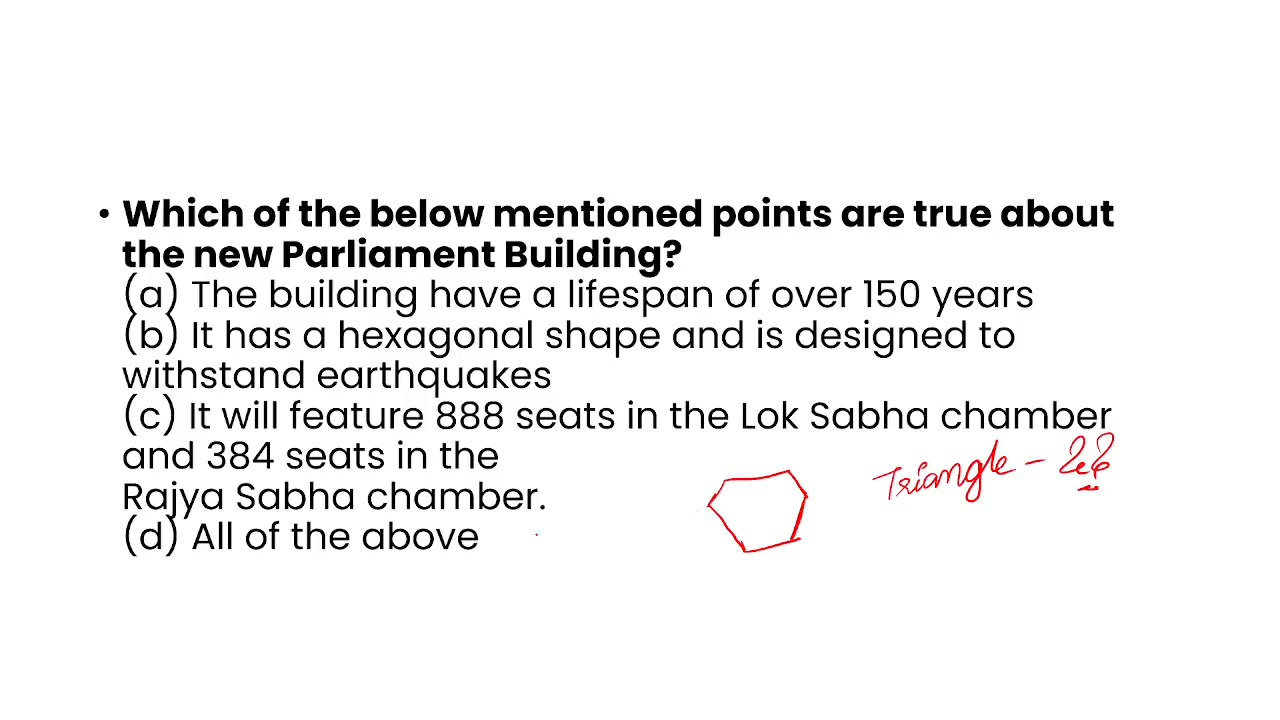 • Which of the below mentioned points are true about
the new Parliament Building?
(a) The building have a lifespan of over 150 years
(b) It has a hexagonal shape and is designed to
withstand earthquakes
(c) It will feature 888 seats in the Lok Sabha chamber
and 384 seats in the
Rajya Sabha chamber.
(d) All of the above
Triangle –